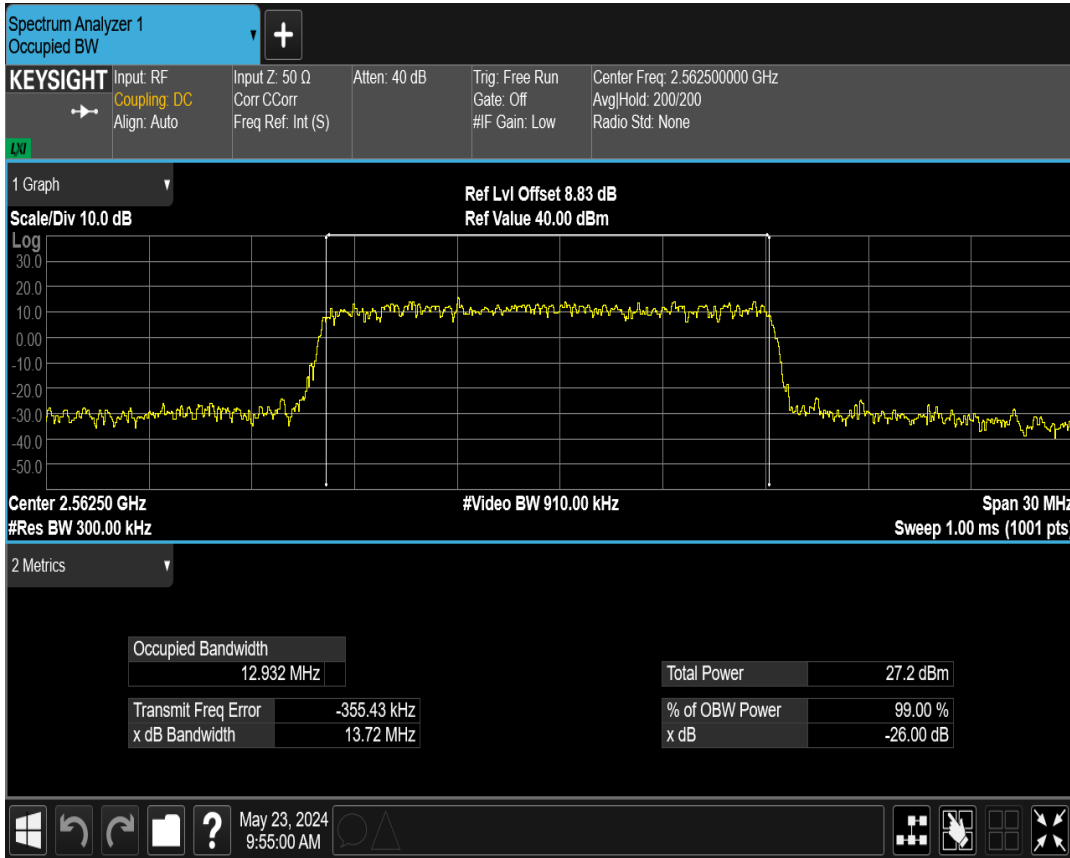 Spectrum Analyzer 1
Occupied BW
KEYSIGHT
LXI
Input: RF
Coupling: DC
Align: Auto
Input Z: 50 Ω
Corr CCorr
Freq Ref: Int (S)
Atten: 40 dB
Trig: Free Run
Gate: Off
#IF Gain: Low
Center Freq: 2.562500000 GHz
Avg|Hold: 200/200
Radio Std: None
1 Graph
Scale/Div 10.0 dB
Ref Lvl Offset 8.83 dB
Ref Value 40.00 dBm
Log
30.0
20.0
10.0
0.00
-10.0
-20.0
-30.0
-40.0
-50.0
Center 2.56250 GHz
#Video BW 910.00 kHz
Span 30 MHz
#Res BW 300.00 kHz
Sweep 1.00 ms (1001 pts)
2 Metrics
Occupied Bandwidth
12.932 MHz
Total Power 27.2 dBm
Transmit Freq Error -355.43 kHz
% of OBW Power 99.00 %
x dB Bandwidth 13.72 MHz
x dB -26.00 dB
May 23, 2024
9:55:00 AM